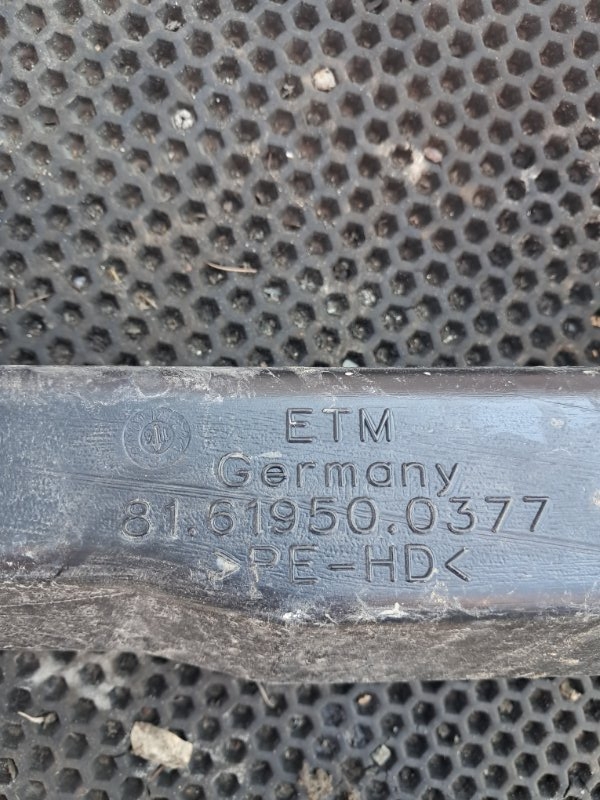 ETM
Germany
81.61950.0377
>PE-HD<